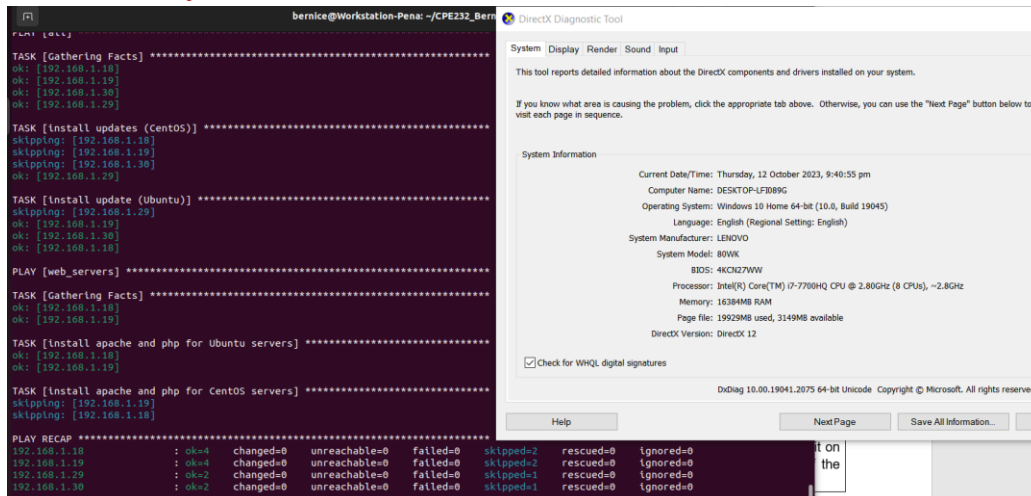 bernice@Workstation-Pena: ~/CPE232_Bern
PLAY [all] ****************************************************
TASK [Gathering Facts] ****************************************************
ok: [192.168.1.18]
ok: [192.168.1.19]
ok: [192.168.1.30]
ok: [192.168.1.29]
TASK [install updates (CentOS)] ********************************************
skipping: [192.168.1.18]
skipping: [192.168.1.19]
skipping: [192.168.1.30]
ok: [192.168.1.29]
TASK [install update (Ubuntu)] *********************************************
skipping: [192.168.1.29]
ok: [192.168.1.19]
ok: [192.168.1.30]
ok: [192.168.1.18]
PLAY [web_servers] ****************************************************
TASK [Gathering Facts] ****************************************************
ok: [192.168.1.18]
ok: [192.168.1.19]
TASK [install apache and php for Ubuntu servers] ****************************
ok: [192.168.1.18]
ok: [192.168.1.19]
TASK [install apache and php for CentOS servers] ****************************
skipping: [192.168.1.19]
skipping: [192.168.1.18]
PLAY RECAP ****************************************************
192.168.1.18 : ok=4 changed=0 unreachable=0 failed=0 skipped=2 rescued=0 ignored=0
192.168.1.19 : ok=4 changed=0 unreachable=0 failed=0 skipped=2 rescued=0 ignored=0
192.168.1.29 : ok=2 changed=0 unreachable=0 failed=0 skipped=1 rescued=0 ignored=0
192.168.1.30 : ok=2 changed=0 unreachable=0 failed=0 skipped=1 rescued=0 ignored=0
DirectX Diagnostic Tool
System Display Render Sound Input
This tool reports detailed information about the DirectX components and drivers installed on your system.
If you know what area is causing the problem, click the appropriate tab above. Otherwise, you can use the "Next Page" button below to
visit each page in sequence.
System Information
Current Date/Time: Thursday, 12 October 2023, 9:40:55 pm
Computer Name: DESKTOP-LFI089G
Operating System: Windows 10 Home 64-bit (10.0, Build 19045)
Language: English (Regional Setting: English)
System Manufacturer: LENOVO
System Model: 80WK
BIOS: 4KCN27WW
Processor: Intel(R) Core(TM) i7-7700HQ CPU @ 2.80GHz (8 CPUs), ~2.8GHz
Memory: 16384MB RAM
Page file: 19929MB used, 3149MB available
DirectX Version: DirectX 12
Check for WHQL digital signatures
DxDiag 10.00.19041.2075 64-bit Unicode Copyright © Microsoft. All rights reserve
Help Next Page Save All Information...
it on
the